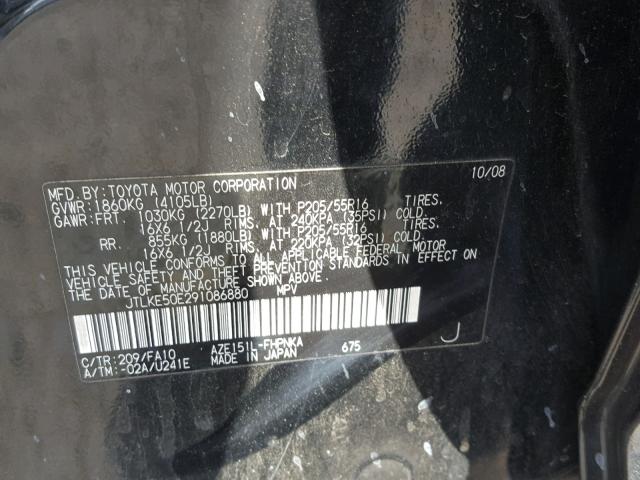 MFD. BY: TOYOTA MOTOR CORPORATION 10/08
GVWR: 1860KG (4105LB)
GAWR: FRT. 1030KG (2270LB) WITH P205/55R16 TIRES,
16X6 1/2J RIMS, AT 240KPA (35PSI) COLD.
RR. 855KG (1880LB) WITH P205/55R16 TIRES,
16X6 1/2J RIMS, AT 220KPA (32PSI) COLD.
THIS VEHICLE CONFORMS TO ALL APPLICABLE FEDERAL MOTOR
VEHICLE SAFETY AND THEFT PREVENTION STANDARDS IN EFFECT ON
THE DATE OF MANUFACTURE SHOWN ABOVE.
JTLKE50E291086880 MPV
C/TR: 209/FA10 AZE151L-FHPNKA 675 J
A/TM: -02A/U241E MADE IN JAPAN